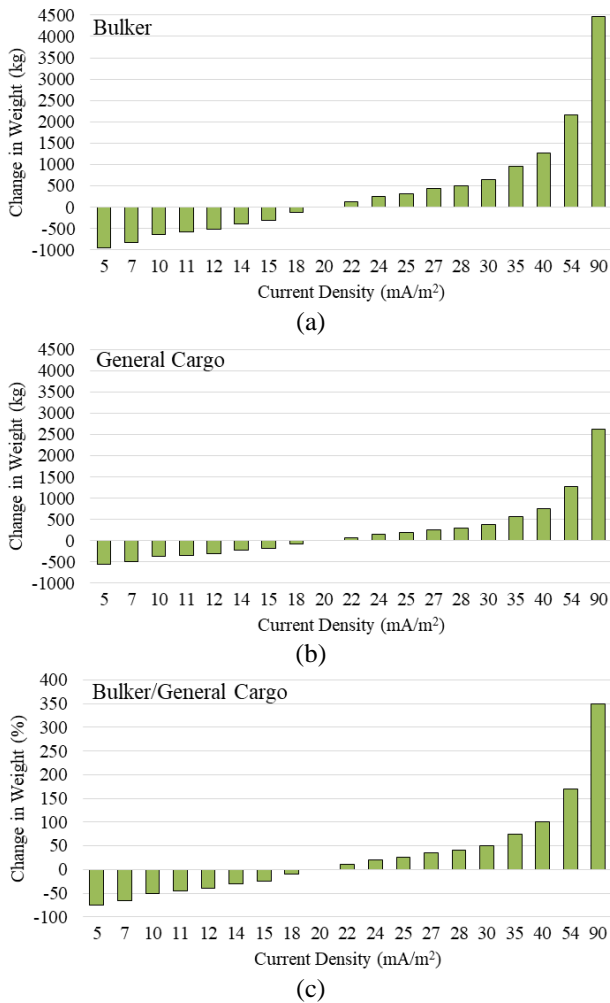 Bulker
Change in Weight (kg)
4500
4000
3500
3000
2500
2000
1500
1000
500
0
-500
-1000
5 7 10 11 12 14 15 18 20 22 24 25 27 28 30 35 40 54 90
Current Density (mA/m²)
(a)
General Cargo
Change in Weight (kg)
4500
4000
3500
3000
2500
2000
1500
1000
500
0
-500
-1000
5 7 10 11 12 14 15 18 20 22 24 25 27 28 30 35 40 54 90
Current Density (mA/m²)
(b)
Bulker/General Cargo
Change in Weight (%)
400
350
300
250
200
150
100
50
0
-50
-100
5 7 10 11 12 14 15 18 20 22 24 25 27 28 30 35 40 54 90
Current Density (mA/m²)
(c)